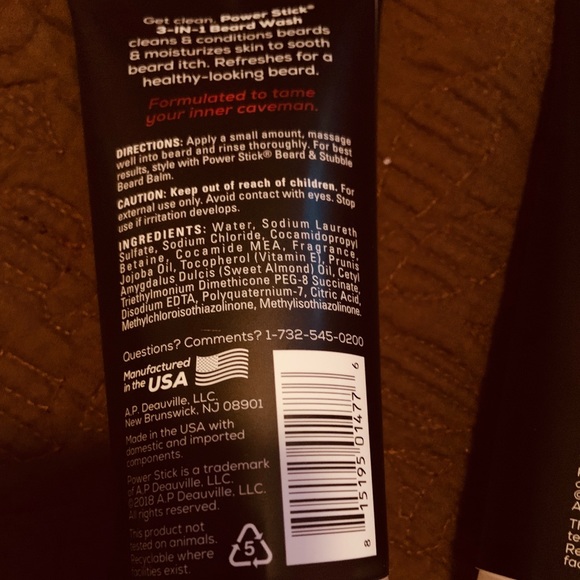 Get clean, Power Stick®
3-IN-1 Beard Wash
cleans & conditions beards
& moisturizes skin to sooth
beard itch. Refreshes for a
healthy-looking beard.
Formulated to tame
your inner caveman.
DIRECTIONS: Apply a small amount, massage
well into beard and rinse thoroughly. For best
results, style with Power Stick® Beard & Stubble
Beard Balm.
CAUTION: Keep out of reach of children. For
external use only. Avoid contact with eyes. Stop
use if irritation develops.
INGREDIENTS: Water, Sodium Laureth
Sulfate, Sodium Chloride, Cocamidopropyl
Betaine, Cocamide MEA, Fragrance,
Jojoba Oil, Tocopherol (Vitamin E), Prunis
Amygdalus Dulcis (Sweet Almond) Oil, Cetyl
Triethylmonium Dimethicone PEG-8 Succinate,
Disodium EDTA, Polyquaternium-7, Citric Acid,
Methylchloroisothiazolinone, Methylisothiazolinone.
Questions? Comments? 1-732-545-0200
Manufactured
in the USA
A.P. Deauville, LLC.
New Brunswick, NJ 08901
Made in the USA with
domestic and imported
components.
Power Stick is a trademark
of A.P. Deauville, LLC.
©2018 A.P. Deauville, LLC.
All rights reserved.
This product not
tested on animals.
Recyclable where
facilities exist.
5
8 15195 01477 6